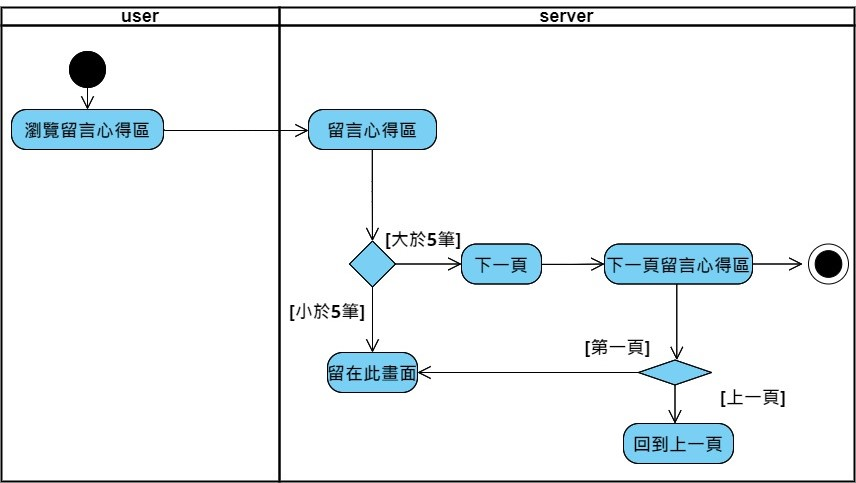 user
server
瀏覽留言心得區
留言心得區
[大於5筆]
下一頁
下一頁留言心得區
[小於5筆]
[第一頁]
留在此畫面
[上一頁]
回到上一頁